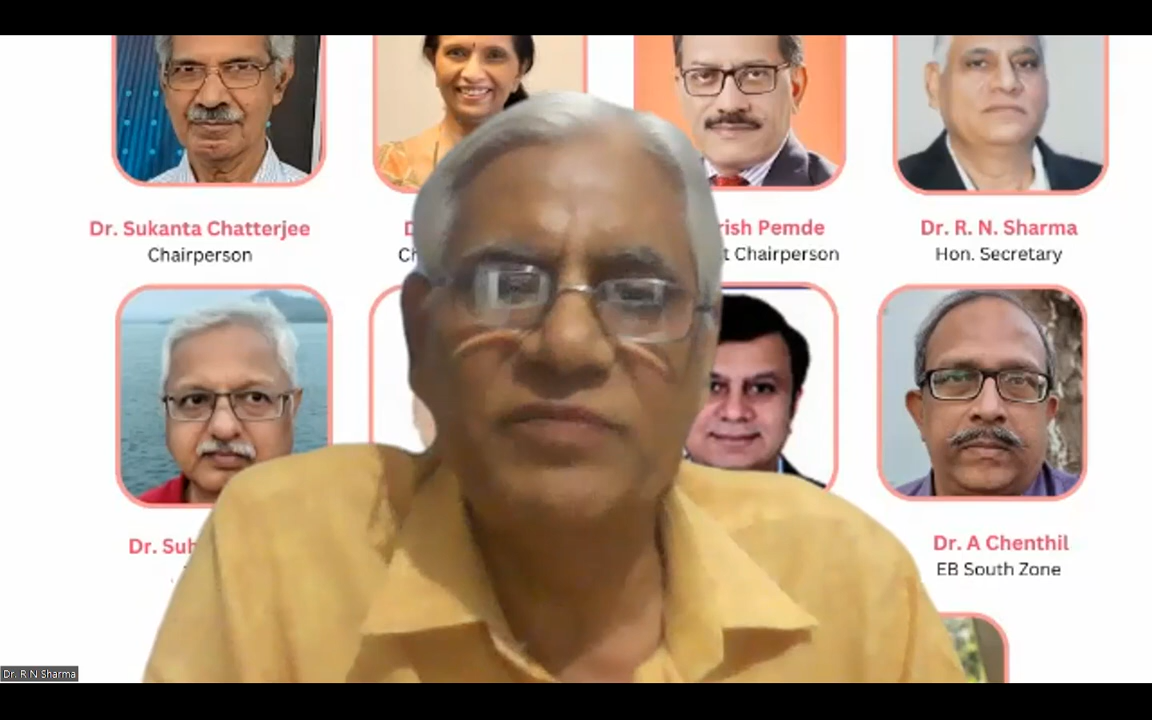 Dr. Sukanta Chatterjee
Chairperson
rish Pemde
t Chairperson
Dr. R. N. Sharma
Hon. Secretary
Dr. Sub
Dr. A Chenthil
EB South Zone
Dr. R N Sharma